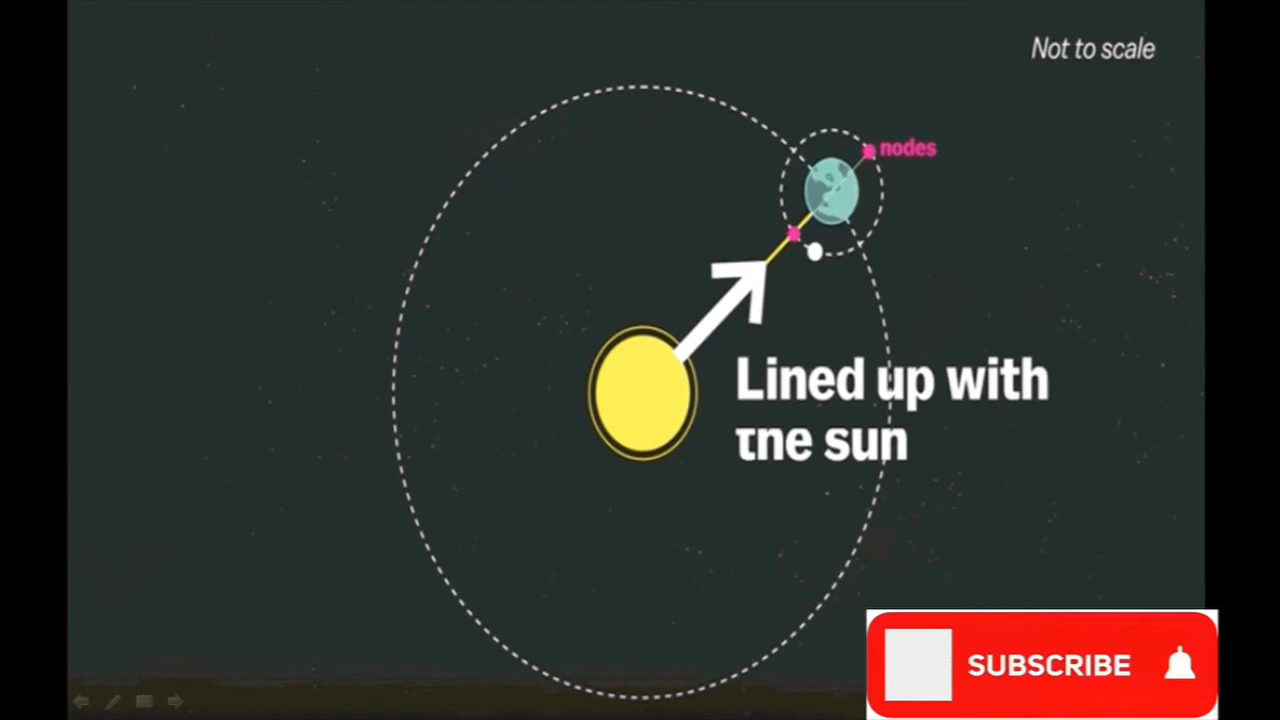 Not to scale
nodes
Lined up with
the sun
SUBSCRIBE